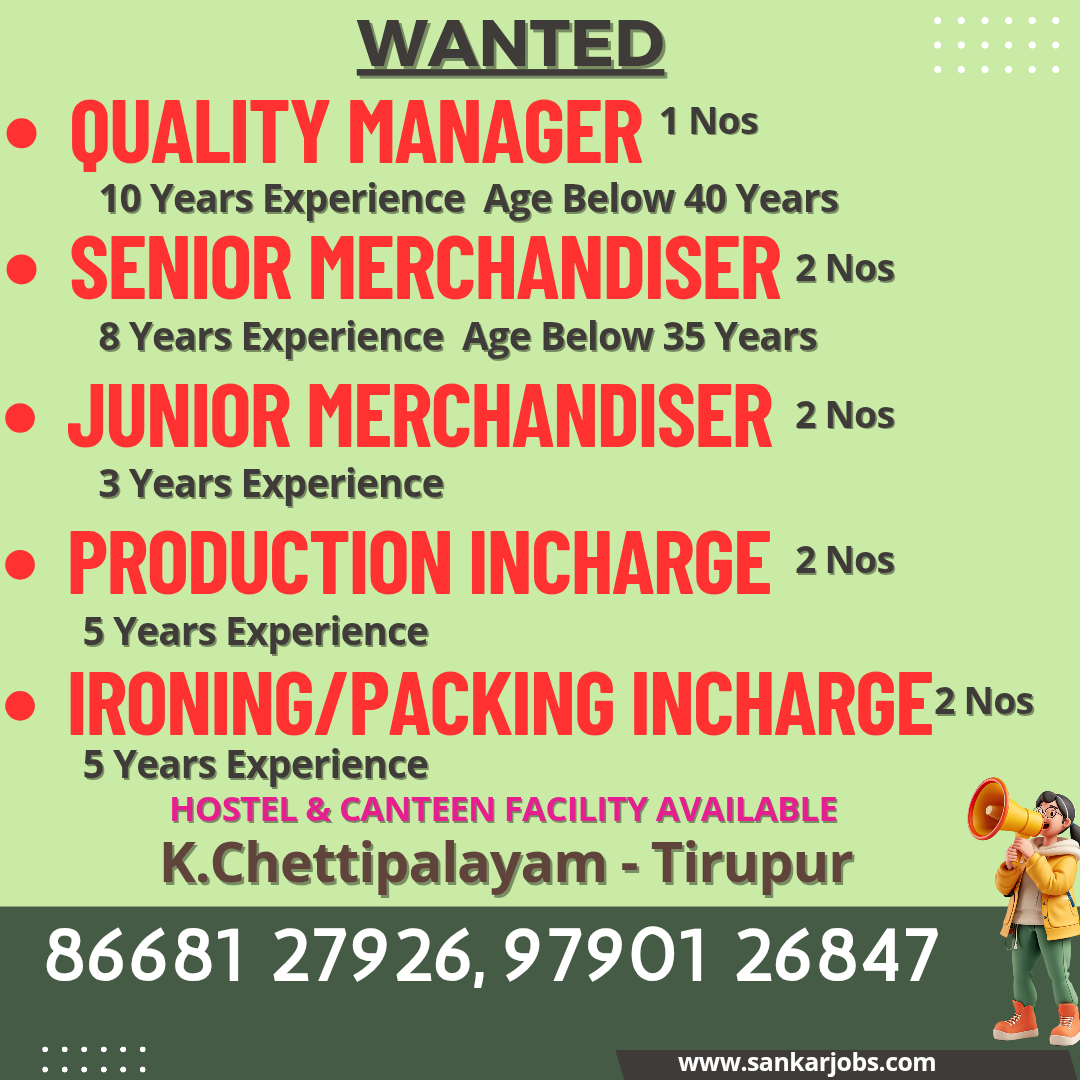 WANTED
QUALITY MANAGER 1 Nos
10 Years Experience Age Below 40 Years
SENIOR MERCHANDISER 2 Nos
8 Years Experience Age Below 35 Years
JUNIOR MERCHANDISER 2 Nos
3 Years Experience
PRODUCTION INCHARGE 2 Nos
5 Years Experience
IRONING/PACKING INCHARGE 2 Nos
5 Years Experience
HOSTEL & CANTEEN FACILITY AVAILABLE
K.Chettipalayam - Tirupur
86681 27926, 97901 26847
www.sankarjobs.com